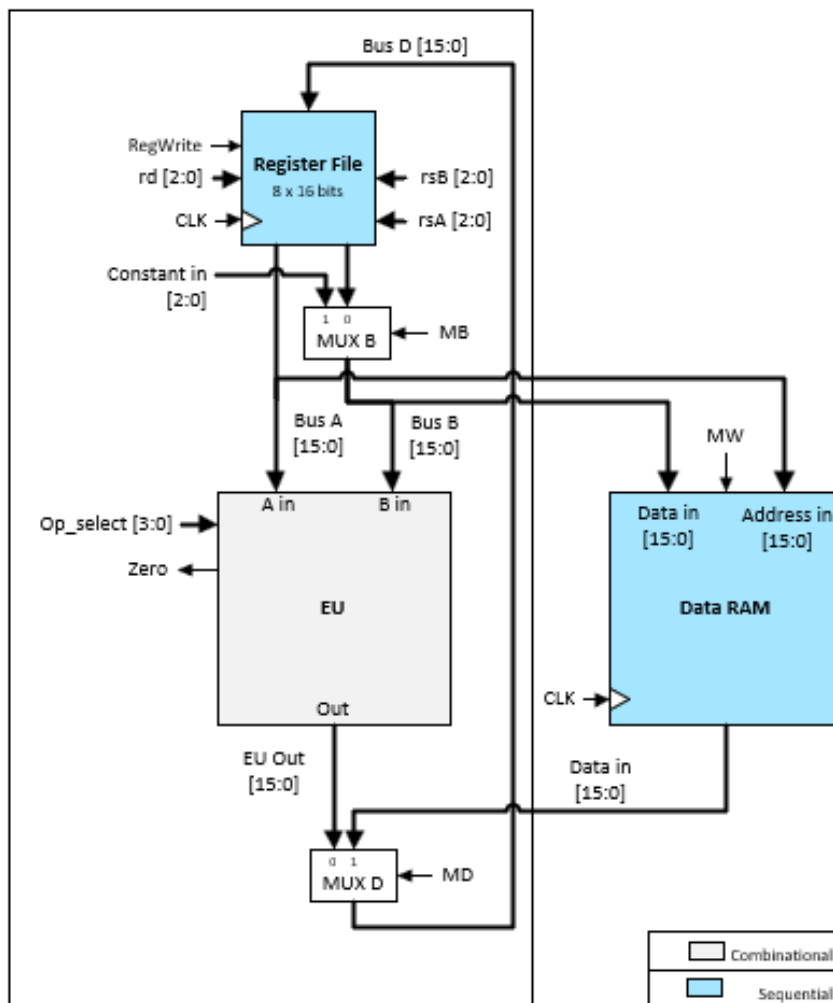 Bus D [15:0]
RegWrite
rd [2:0]
CLK
Register File
8 x 16 bits
rsB [2:0]
rsA [2:0]
Constant in
[2:0]
1 0
MUX B
MB
Bus A
[15:0]
Bus B
[15:0]
MW
A in
B in
Data in
[15:0]
Address in
[15:0]
Op_select [3:0]
Zero
EU
Data RAM
CLK
Out
EU Out
[15:0]
Data in
[15:0]
0 1
MUX D
MD
Combinational
Sequential